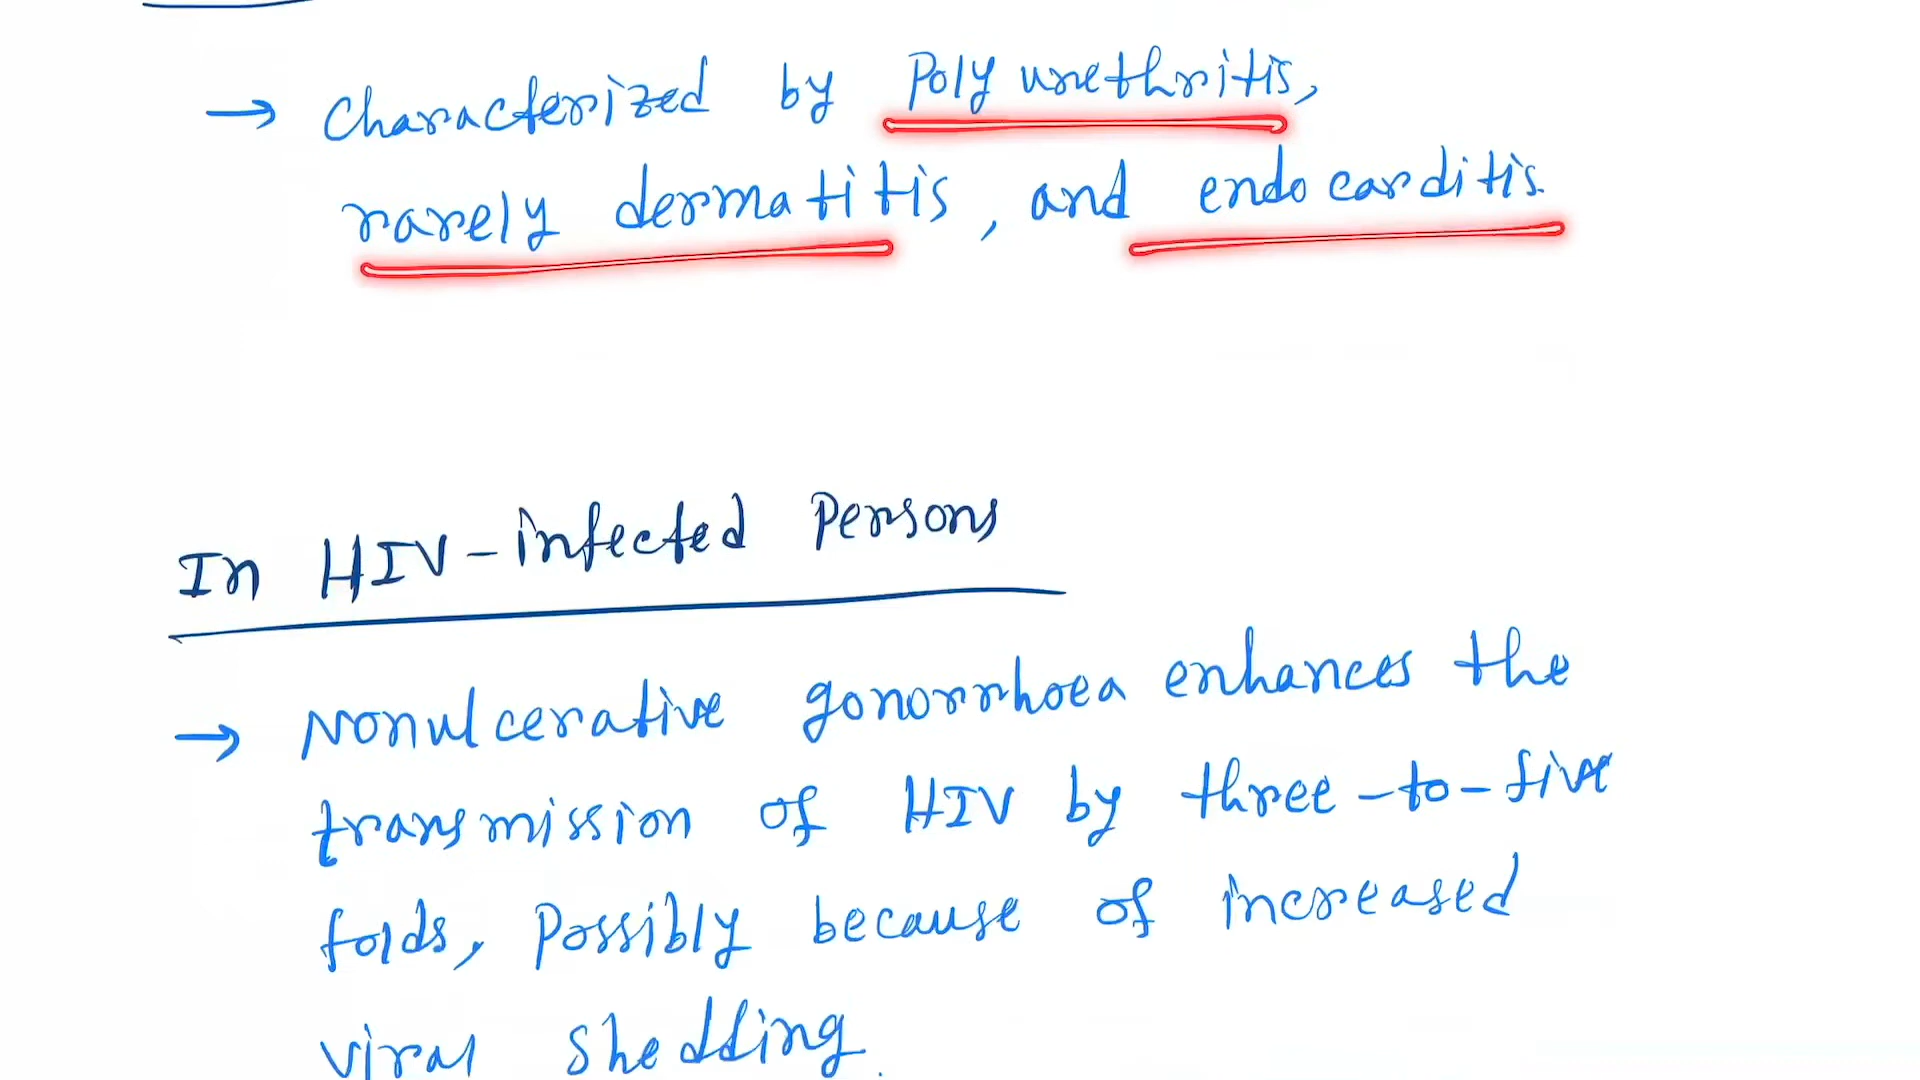 → Characterized by Poly urethritis,
rarely dermatitis, and endocarditis.
In HIV-infected Persons
→ Nonulcerative gonorrhoea enhances the
transmission of HIV by three-to-five
folds, Possibly because of increased
viral shedding.